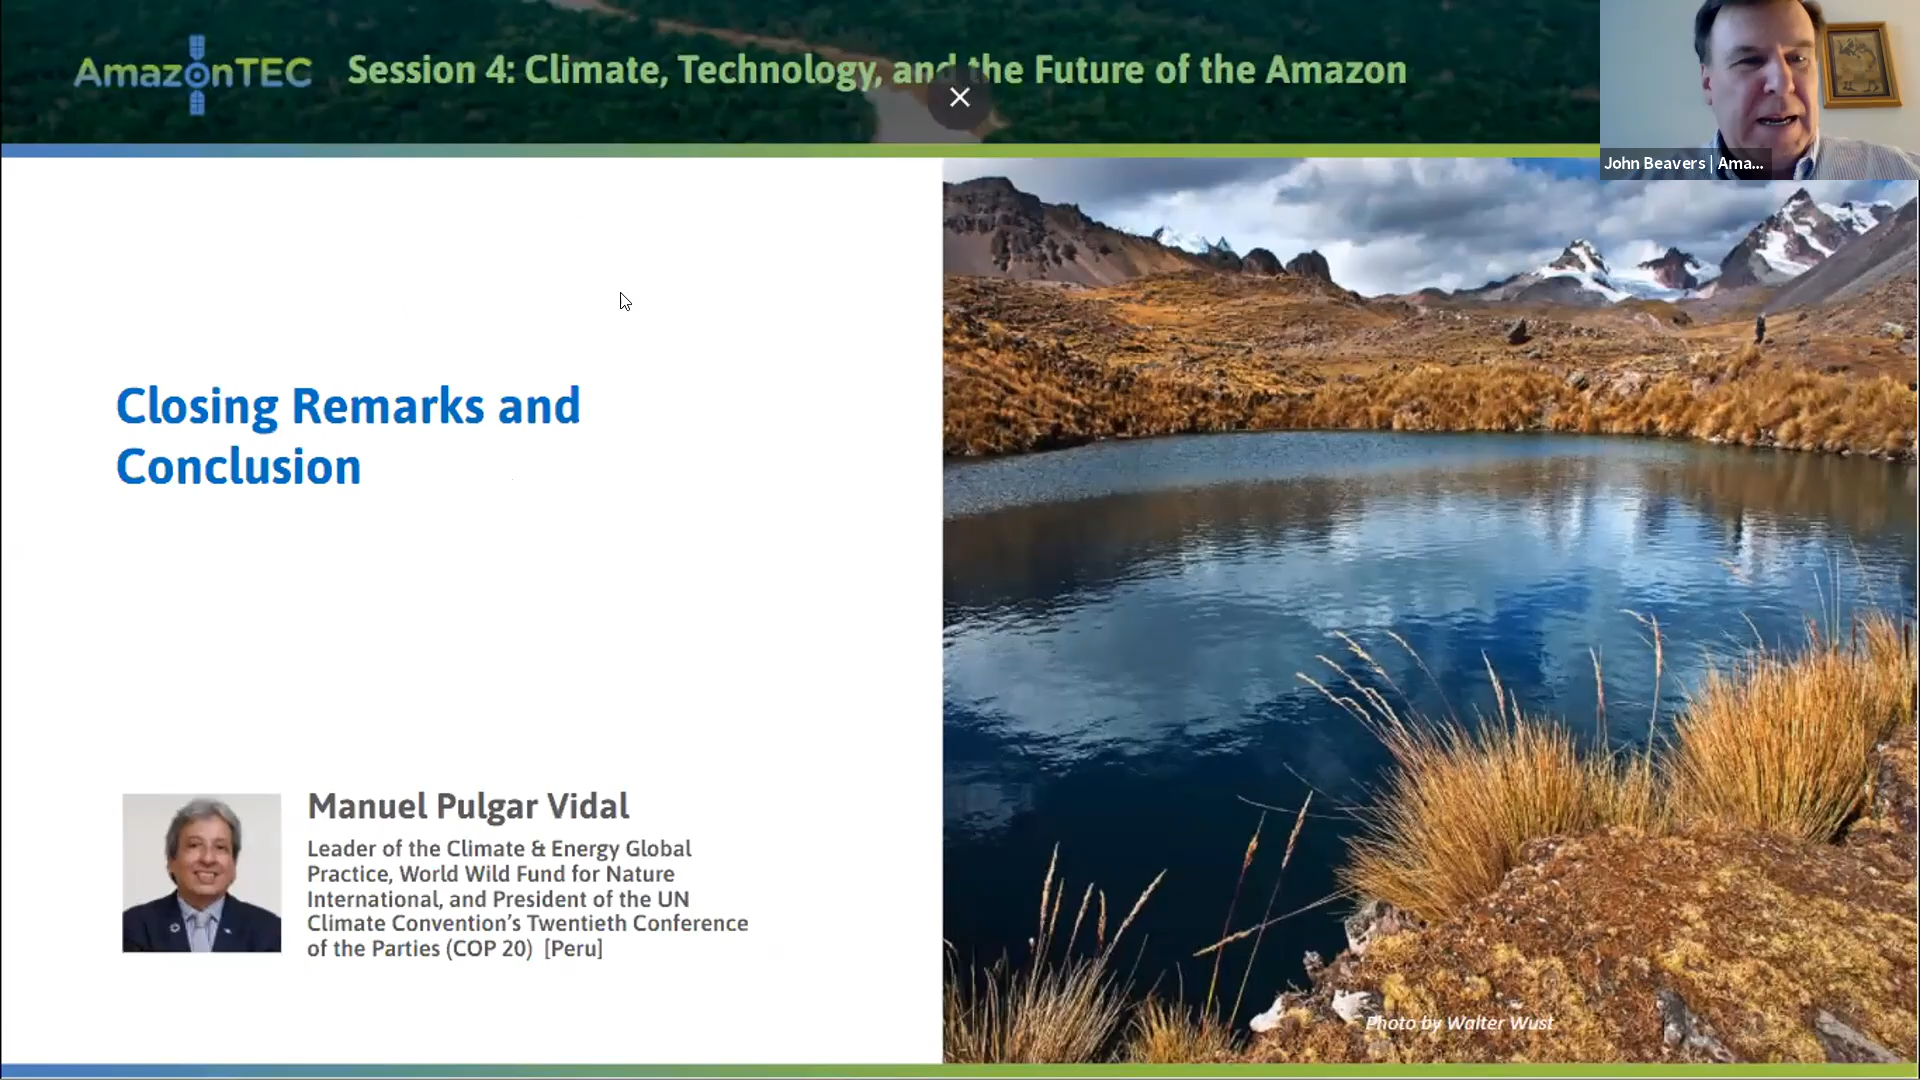 AmazonTEC
Session 4: Climate, Technology, and the Future of the Amazon
John Beavers | Ama...
Closing Remarks and
Conclusion
Manuel Pulgar Vidal
Leader of the Climate & Energy Global
Practice, World Wild Fund for Nature
International, and President of the UN
Climate Convention’s Twentieth Conference
of the Parties (COP 20) [Peru]
Photo by Walter Wust